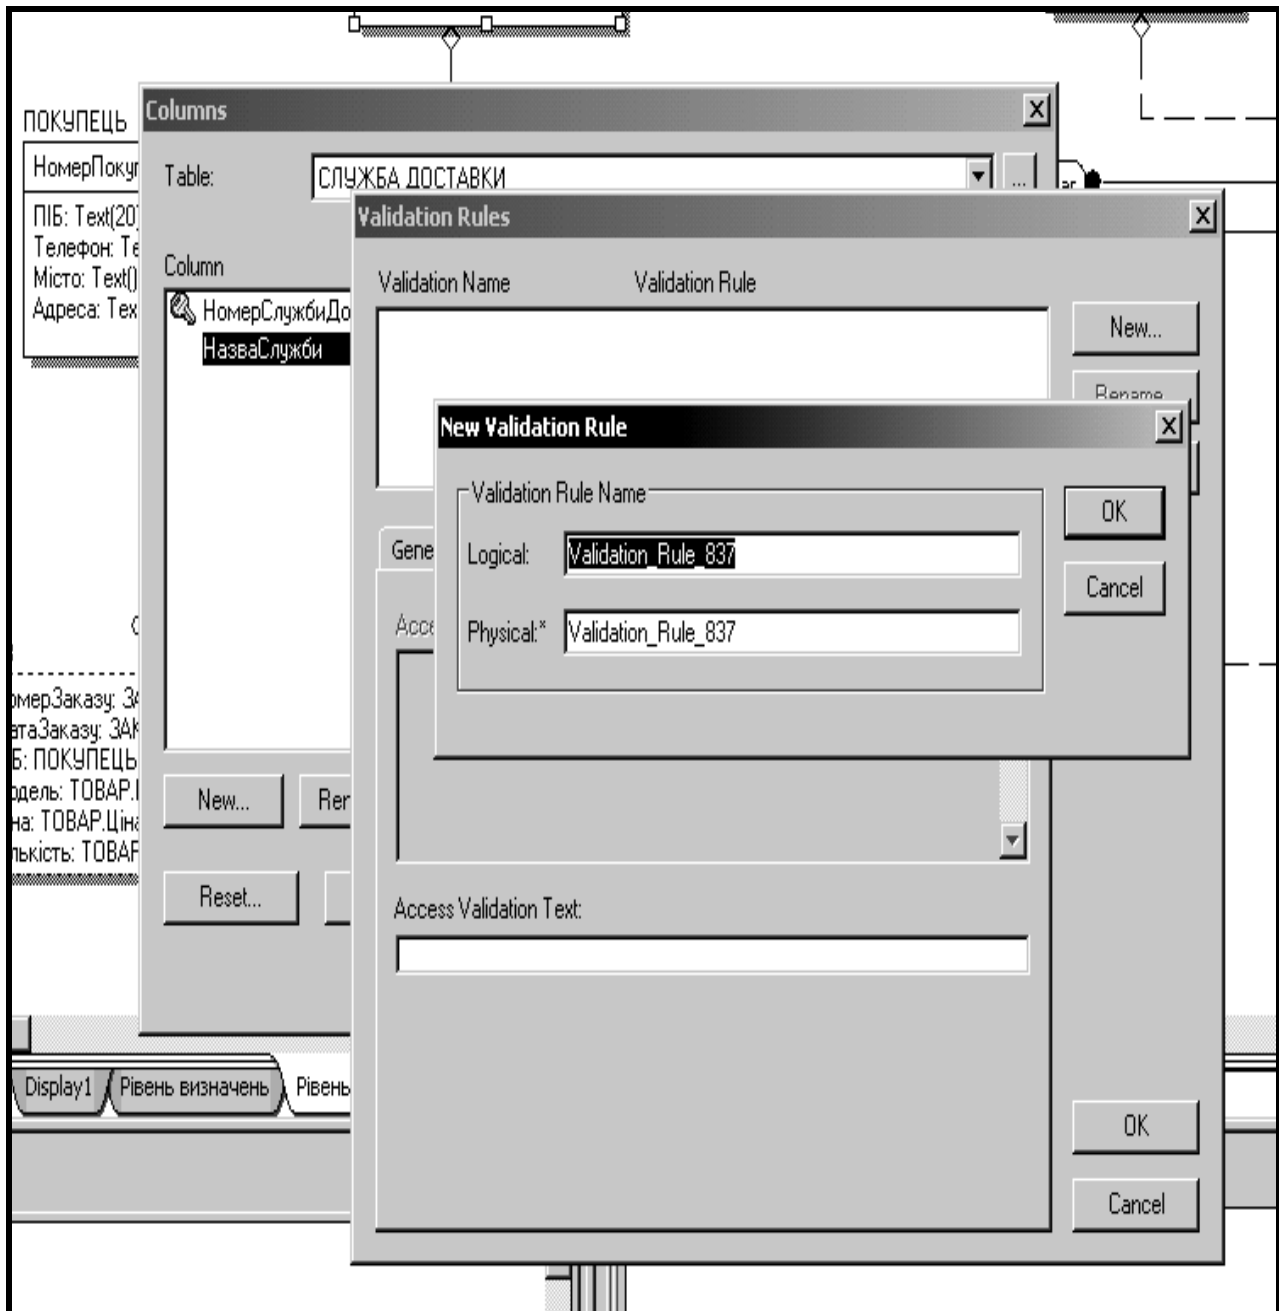 Columns
ПОКУПЕЦЬ
НомерПокуп
ПІБ: Text(20)
Телефон: Te
Місто: Text()
Адреса: Tex
Table:
СЛУЖБА ДОСТАВКИ
...
Column
НомерСлужбиДо
НазваСлужби
New...
Ren
Reset...
Validation Rules
Validation Name
Validation Rule
New...
Rename
Gene
Acce
New Validation Rule
Validation Rule Name
Logical:
Validation_Rule_837
Physical:*
Validation_Rule_837
OK
Cancel
Access Validation Text:
OK
Cancel
омерЗаказу: ЗА
атаЗаказу: ЗАК
Б: ПОКУПЕЦЬ
одель: ТОВАР.
на: ТОВАР.Ціна
лькість: ТОВАР
Display1
Рівень визначень
Рівень